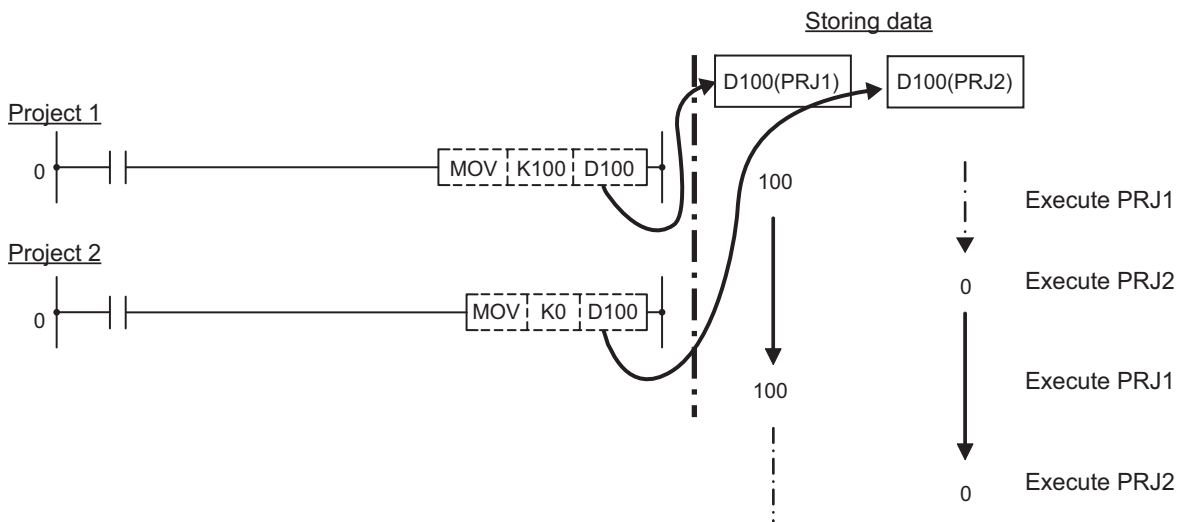 Storing data
D100(PRJ1) D100(PRJ2)
Project 1
0 MOV K100 D100
100
Execute PRJ1
Project 2
0 Execute PRJ2
0 MOV K0 D100
100
Execute PRJ1
0 Execute PRJ2